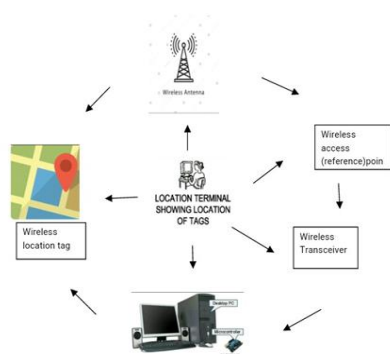 Wireless Antenna
Wireless
access
(reference)poin
LOCATION TERMINAL
SHOWING LOCATION
OF TAGS
Wireless
location tag
Wireless
Transceiver
Desktop PC
Microcontroller